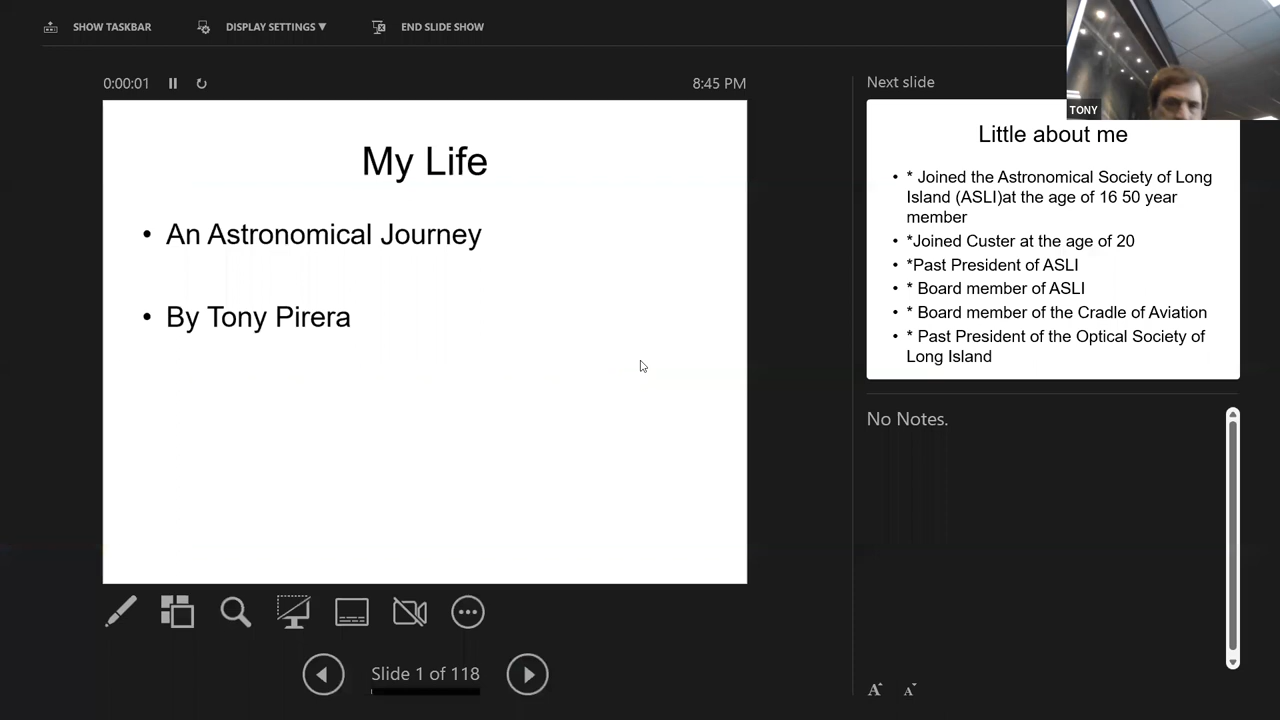 SHOW TASKBAR
DISPLAY SETTINGS ▼
END SLIDE SHOW
0:00:01
8:45 PM
My Life
• An Astronomical Journey
• By Tony Pirera
Slide 1 of 118
Next slide
TONY
Little about me
• * Joined the Astronomical Society of Long
Island (ASLI)at the age of 16 50 year
member
• *Joined Custer at the age of 20
• *Past President of ASLI
• * Board member of ASLI
• * Board member of the Cradle of Aviation
• * Past President of the Optical Society of
Long Island
No Notes.
A A